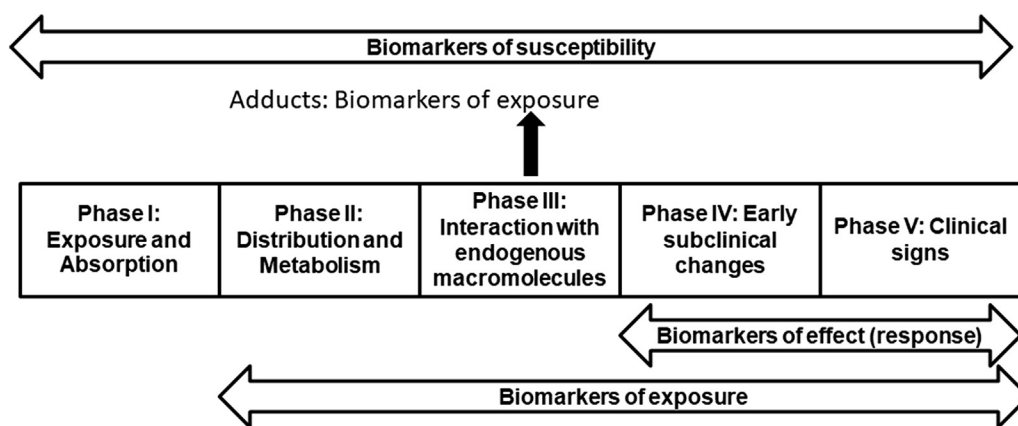 Biomarkers of susceptibility
Adducts: Biomarkers of exposure
Phase I:
Exposure and
Absorption
Phase II:
Distribution and
Metabolism
Phase III:
Interaction with
endogenous
macromolecules
Phase IV: Early
subclinical
changes
Phase V: Clinical
signs
Biomarkers of effect (response)
Biomarkers of exposure